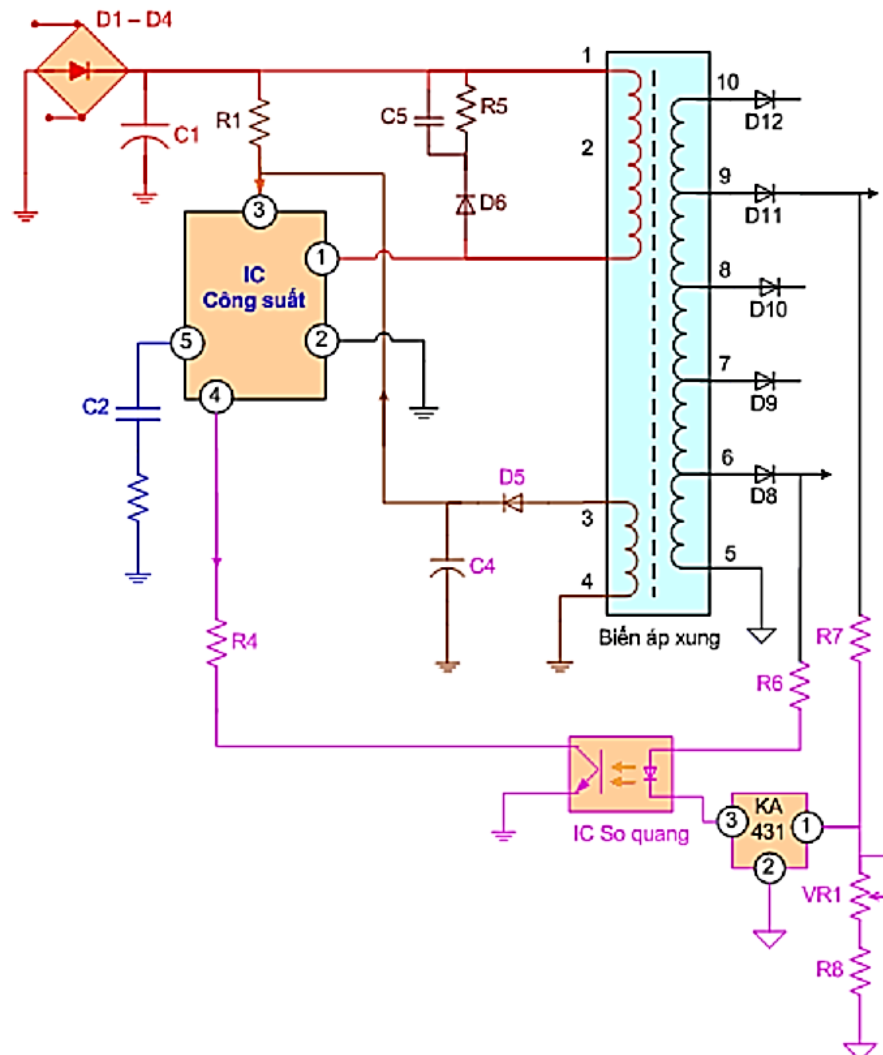 D1 – D4
1
10
R5
C5
D12
R1
C1
2
9
D6
D11
3
1
8
IC
Công suất
D10
5
2
7
4
C2
D9
6
D5
D8
3
5
C4
4
R4
Biến áp xung
R7
R6
KA
431
3
1
IC So quang
2
VR1
R8